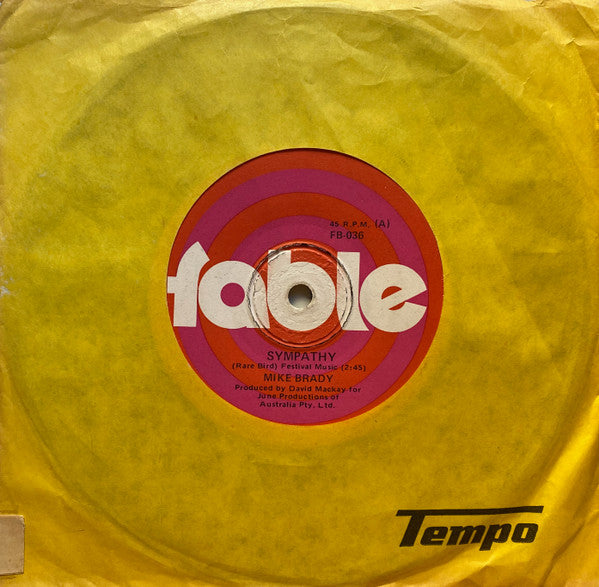 45 R.P.M. (A)
FB-036
fable
SYMPATHY
(Rare Bird) Festival Music (2:45)
MIKE BRADY
Produced by David Mackay for
June Productions of
Australia Pty. Ltd.
Tempo